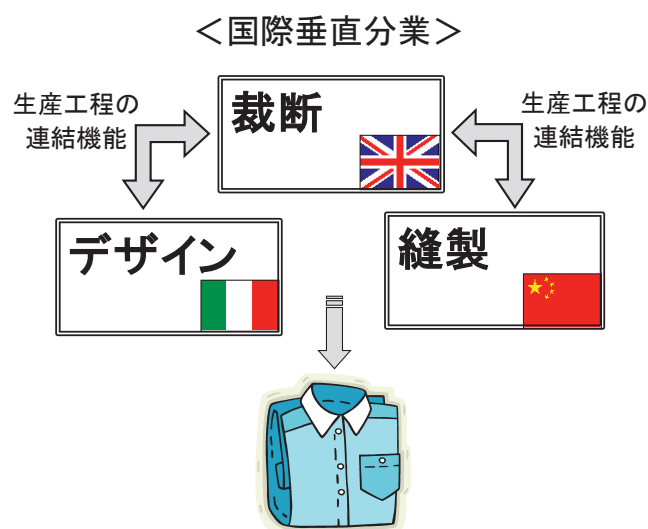 ＜国際垂直分業＞
生産工程の
連結機能
裁断
生産工程の
連結機能
デザイン
縫製